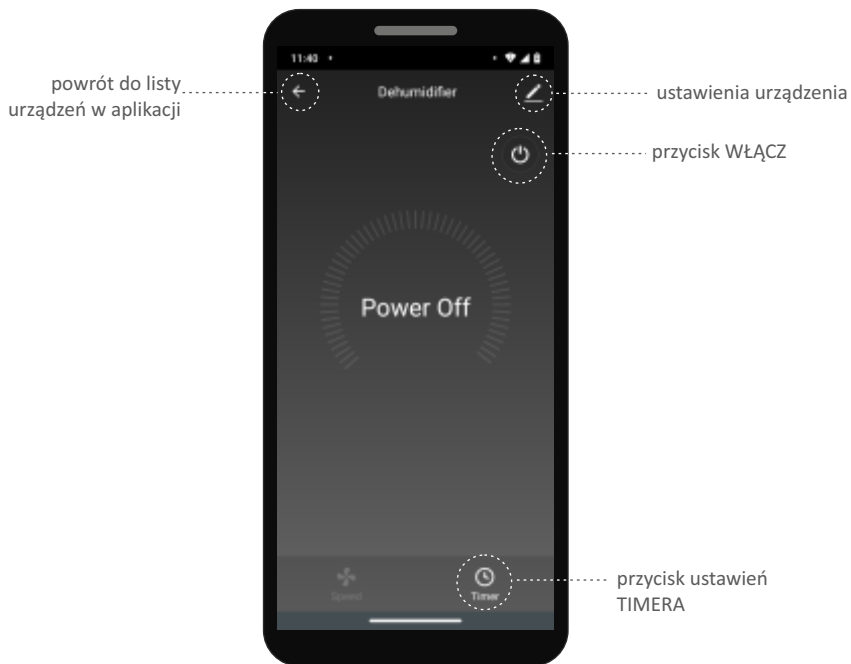 11:40
powrót do listy
urządzeń w aplikacji
Dehumidifier
ustawienia urządzenia
przycisk WŁĄCZ
Power Off
Speed
Timer
przycisk ustawień
TIMERA